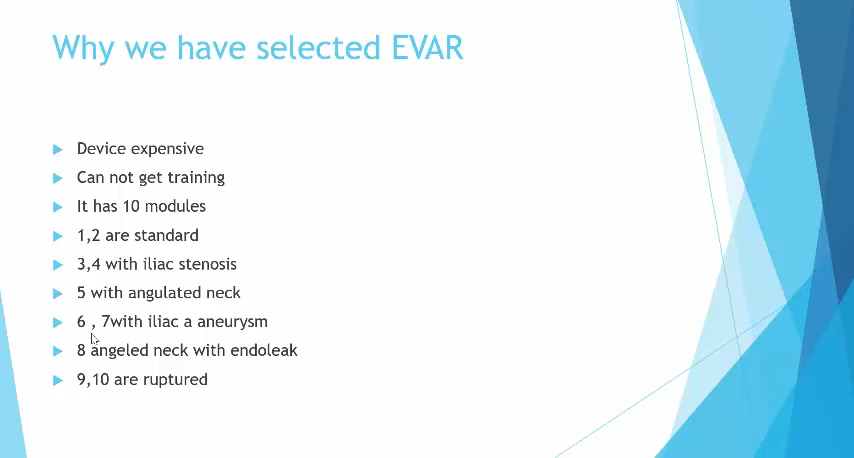 Why we have selected EVAR
Device expensive
Can not get training
It has 10 modules
1,2 are standard
3,4 with iliac stenosis
5 with angulated neck
6 , 7with iliac a aneurysm
8 angeled neck with endoleak
9,10 are ruptured